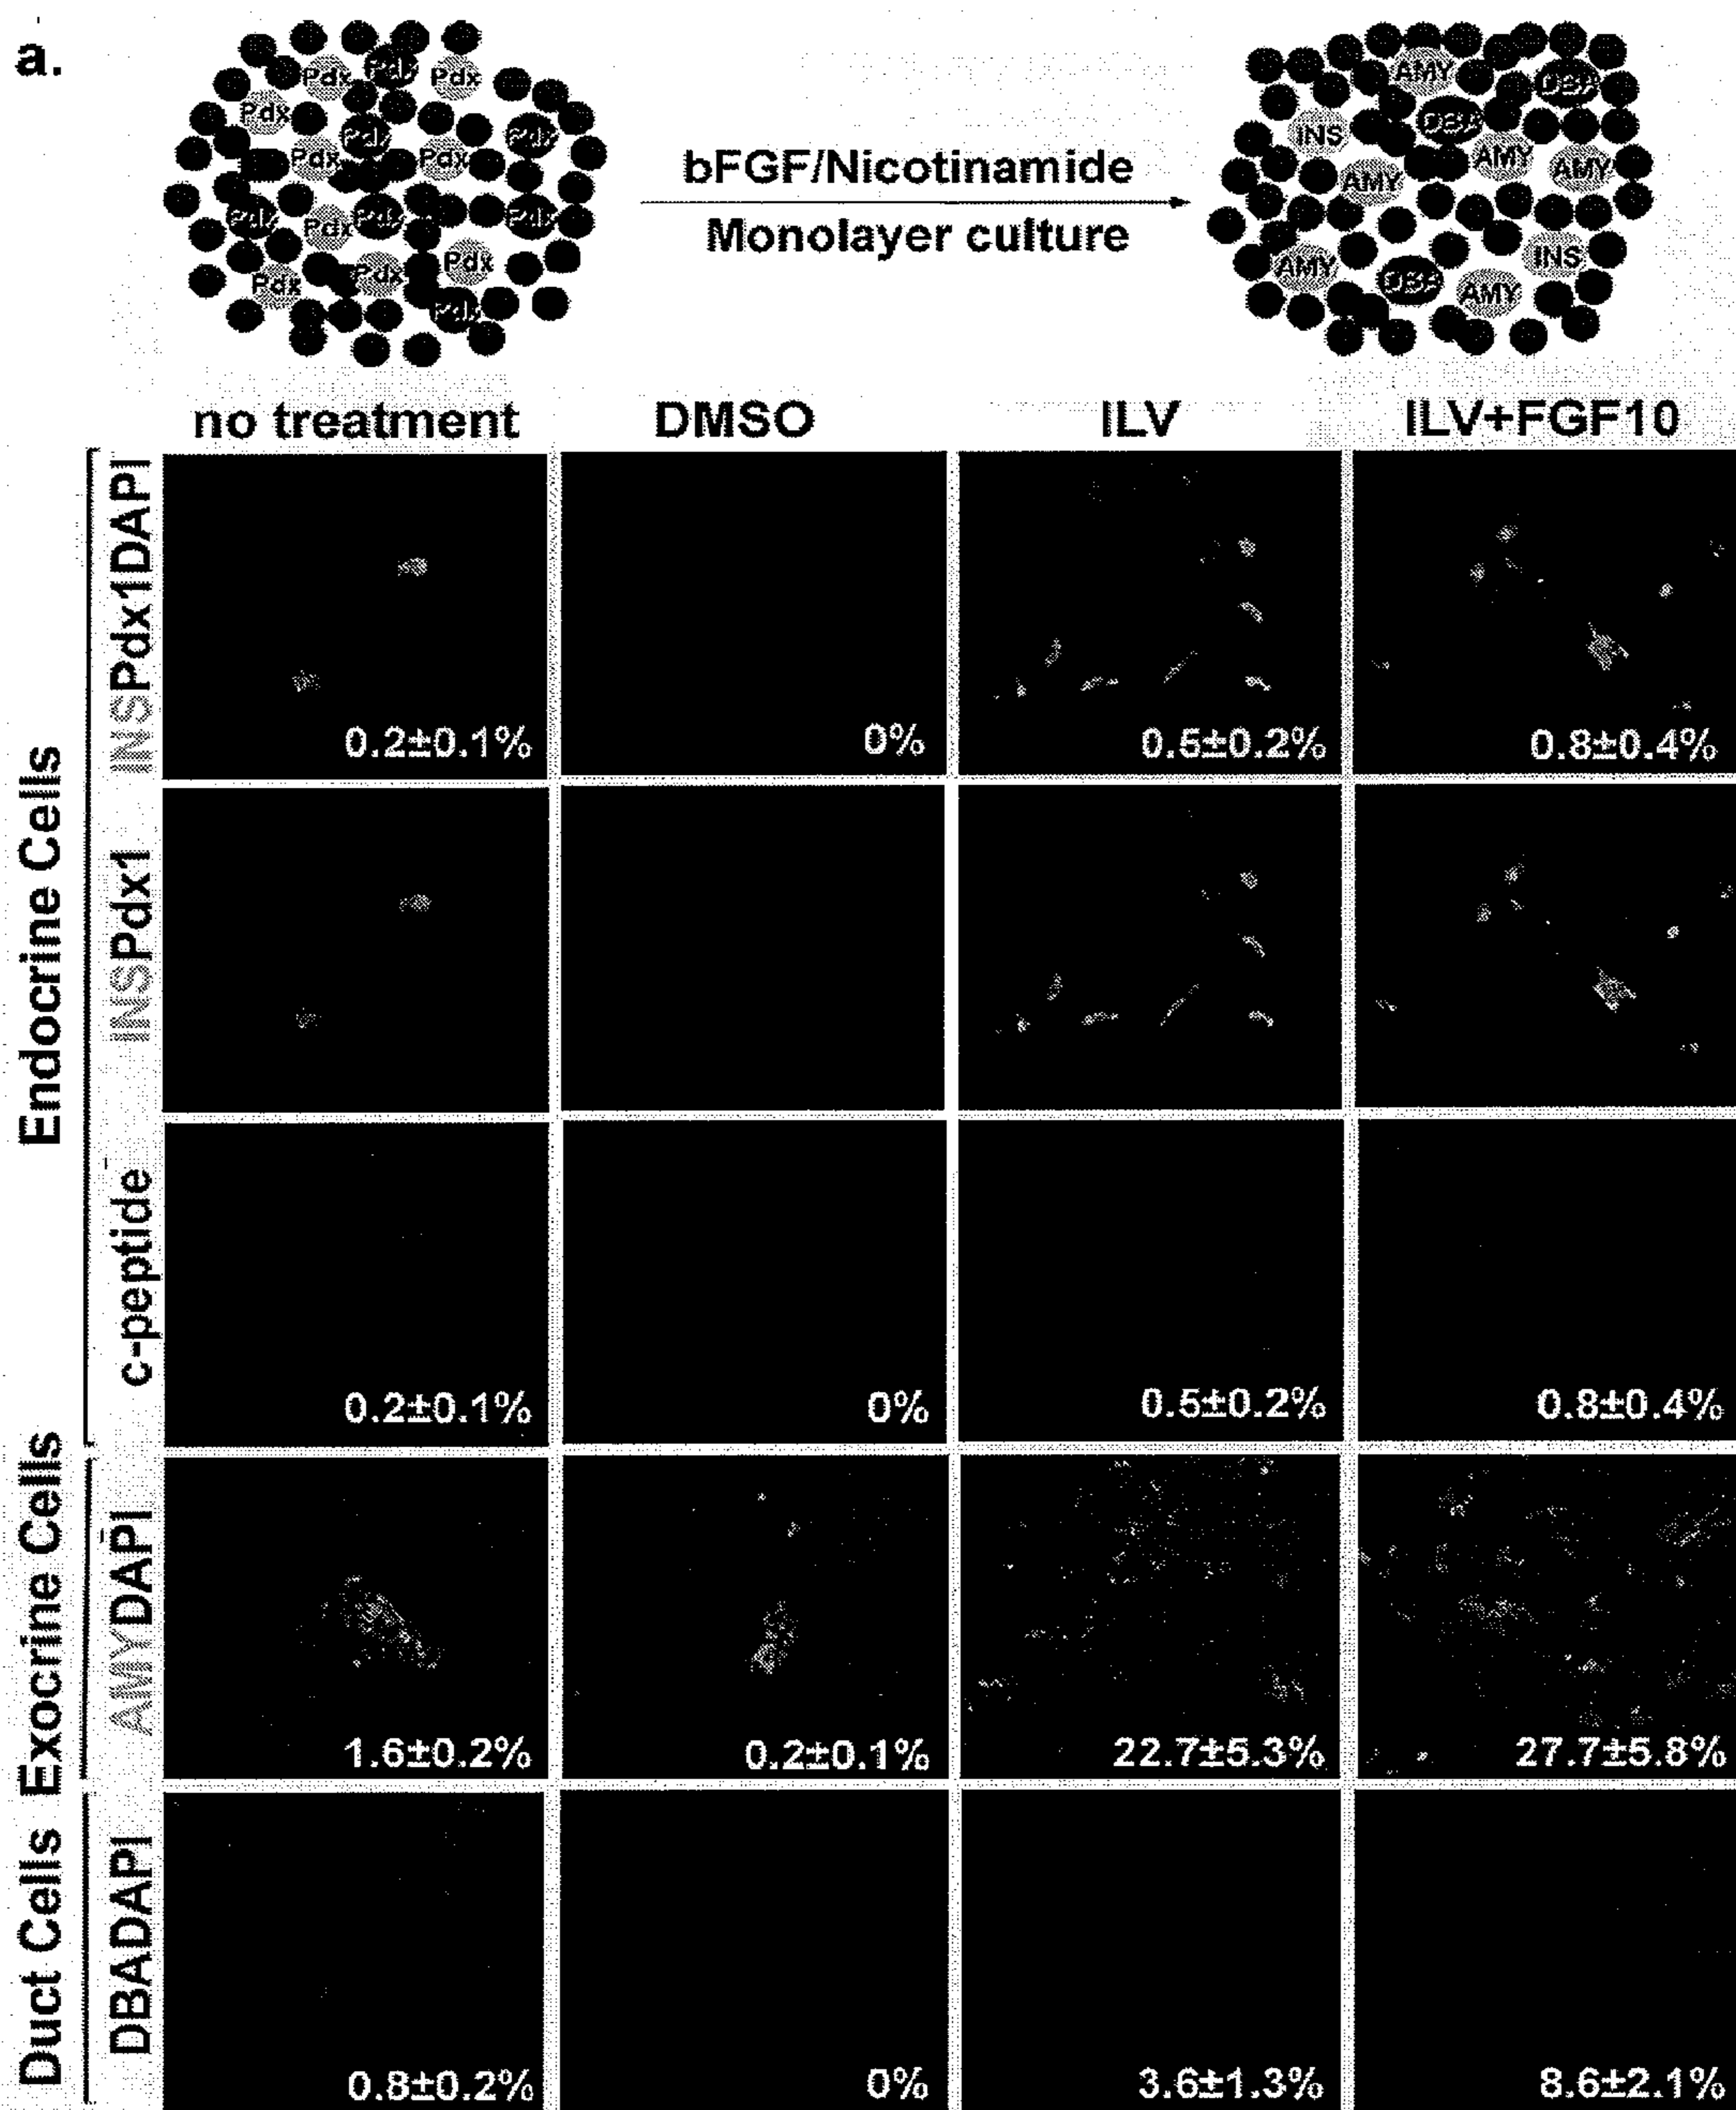 a.
Pdx Pdx Pdx
Pdx
Pdx Pdx
Pdx Pdx
Pdx Pdx Pdx Pdx
Pdx
Pdx Pdx
Pdx
bFGF/Nicotinamide
Monolayer culture
AMY DBA
INS DBA
AMY AMY
AMY
INS
AMY DBA AMY
no treatment DMSO ILV ILV+FGF10
Endocrine Cells
INSPdx1DAPI
0.2±0.1% 0% 0.5±0.2% 0.8±0.4%
INSPdx1
c-peptide
0.2±0.1% 0% 0.5±0.2% 0.8±0.4%
Exocrine Cells
AMYDAPI
1.6±0.2% 0.2±0.1% 22.7±5.3% 27.7±5.8%
Duct Cells
DBADAPI
0.8±0.2% 0% 3.6±1.3% 8.6±2.1%